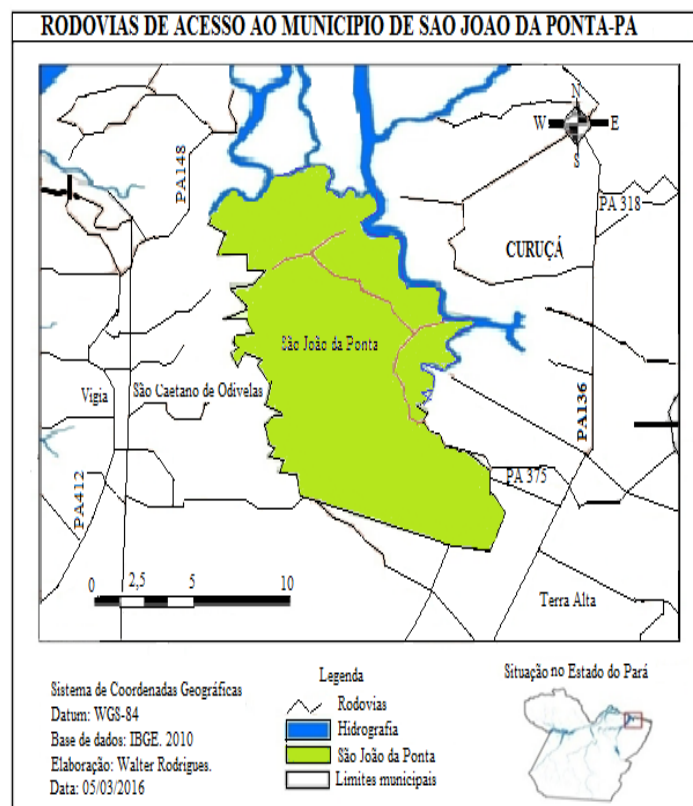 RODOVIAS DE ACESSO AO MUNICIPIO DE SAO JOAO DA PONTA-PA
N
W E
S
PA148
PA 318
CURUÇÁ
São João da Ponta
Vigia
São Caetano de Odivelas
PA136
PA412
PA 375
0 2,5 5 10
Terra Alta
Sistema de Coordenadas Geográficas
Datum: WGS-84
Base de dados: IBGE. 2010
Elaboração: Walter Rodrigues.
Data: 05/03/2016
Legenda
Rodovias
Hidrografia
São João da Ponta
Limites municipais
Situação no Estado do Pará